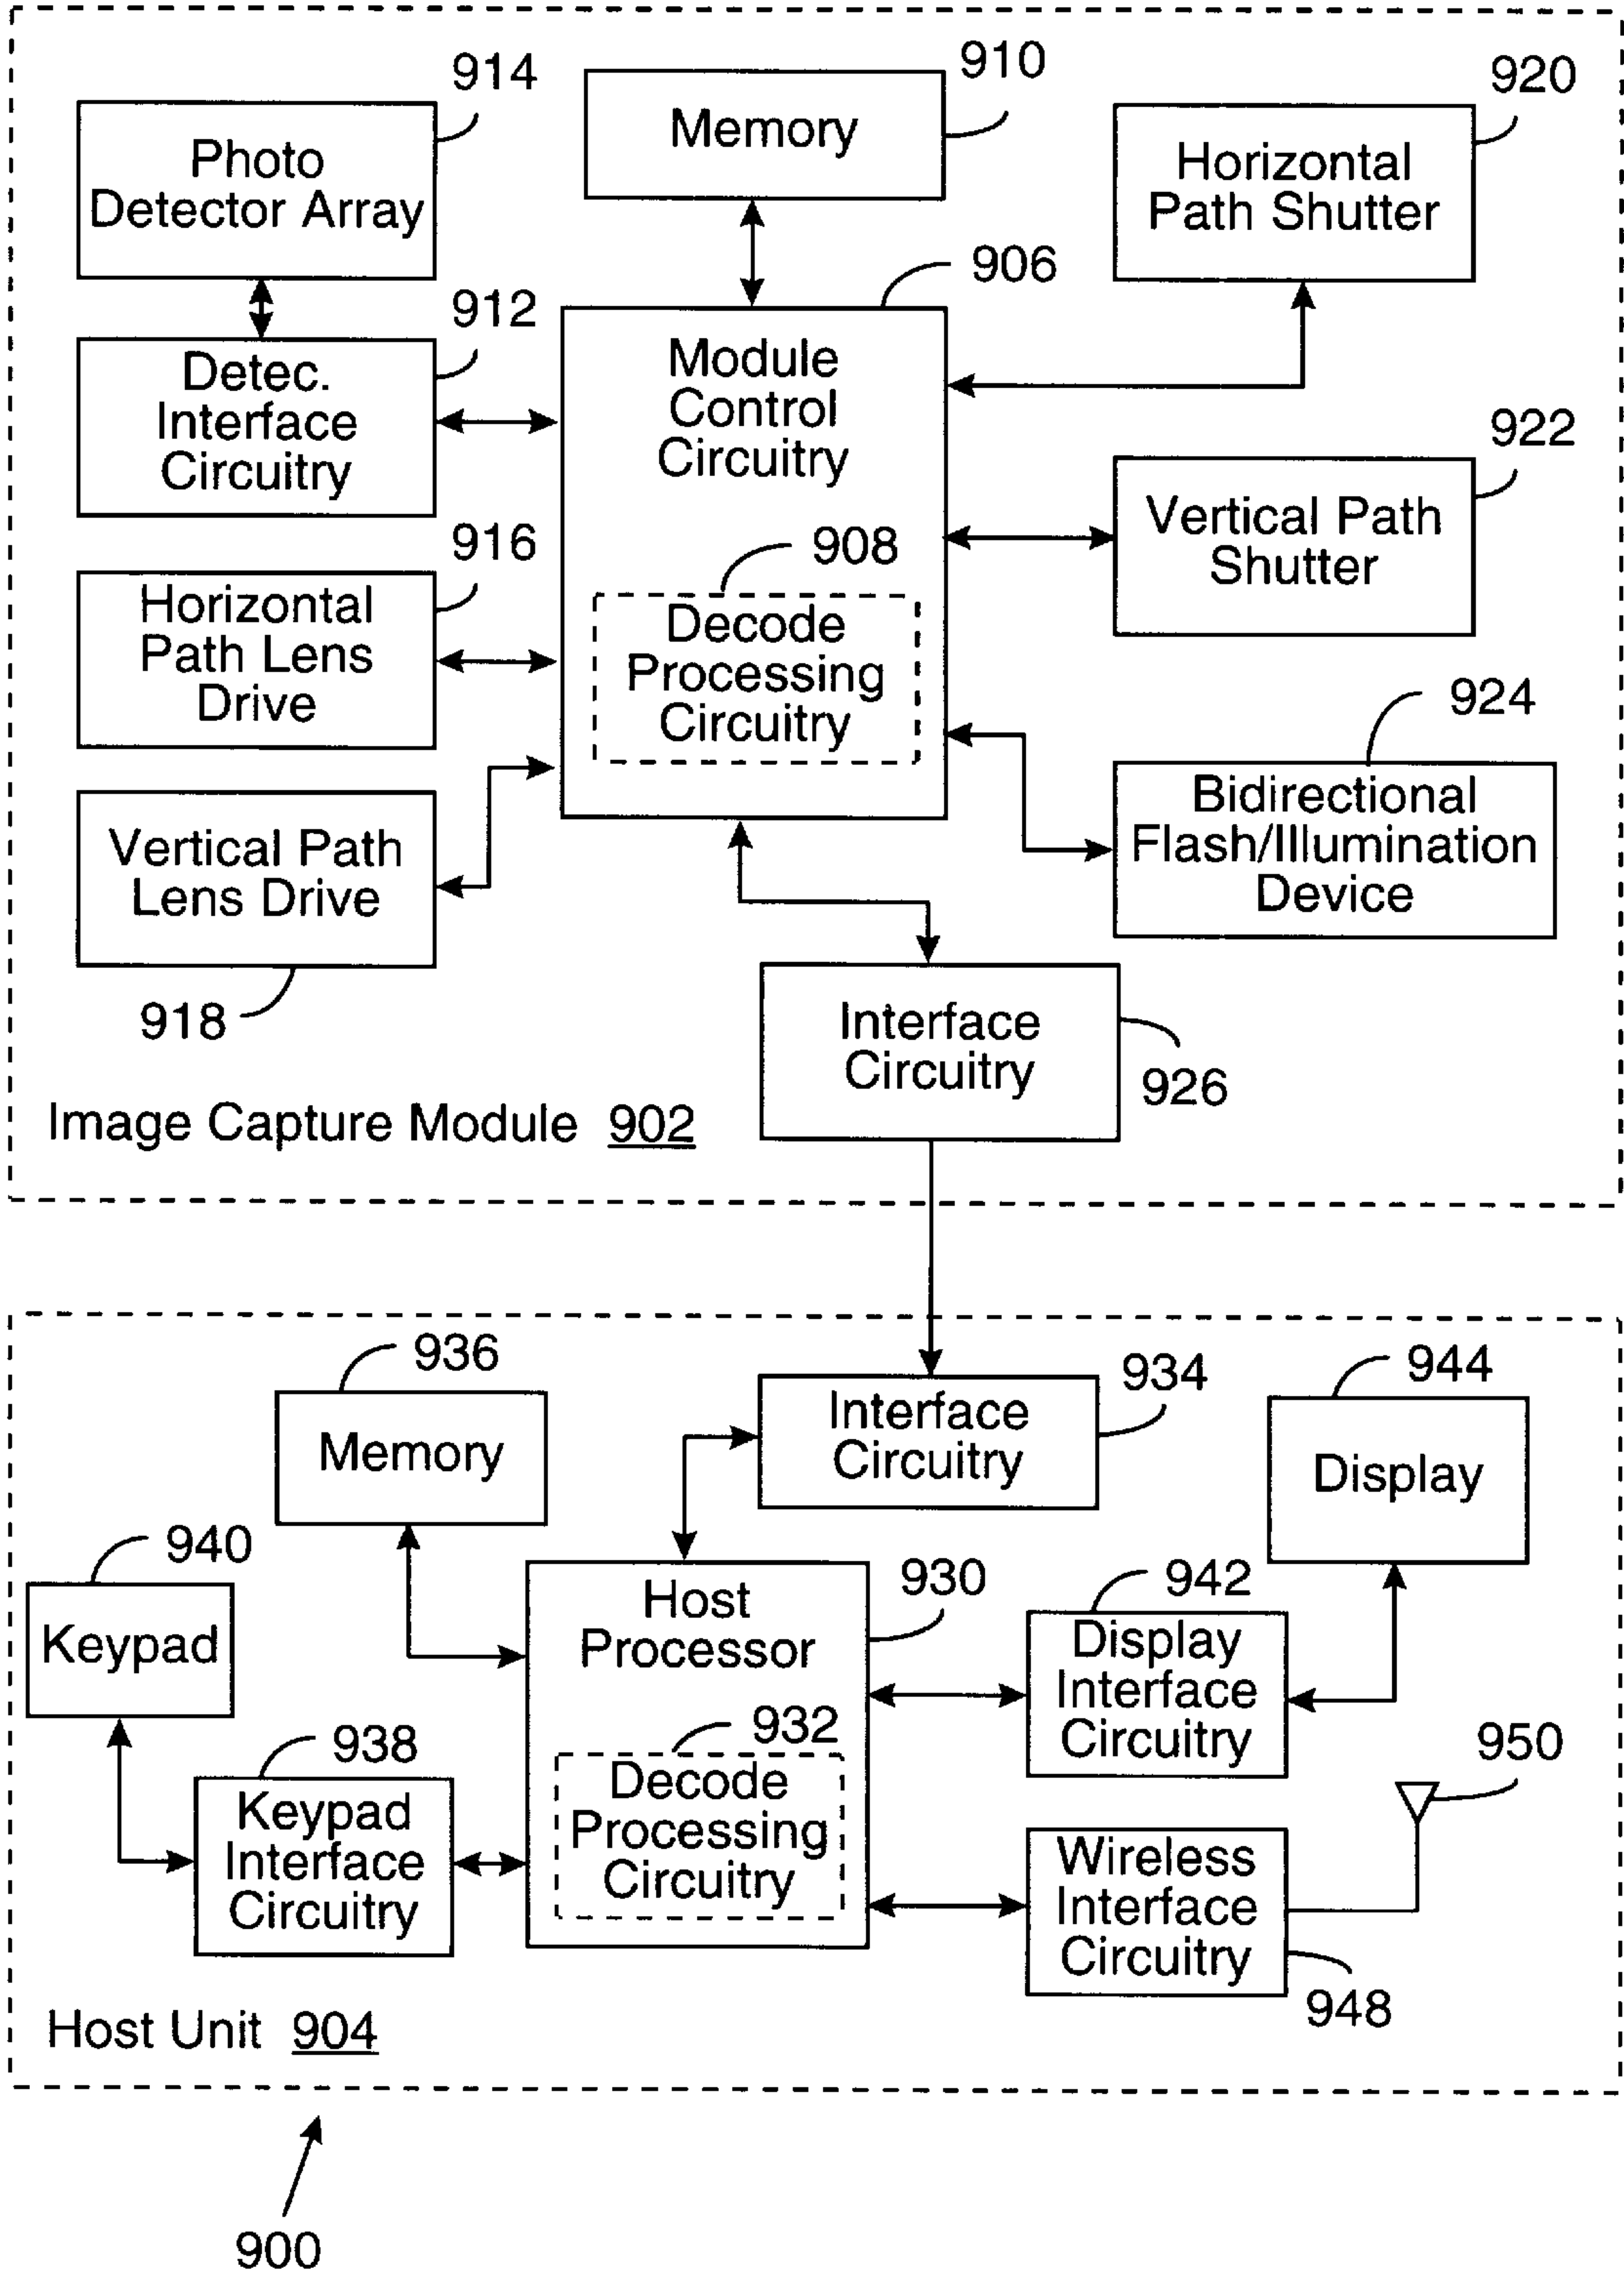 914
Photo
Detector Array
910
Memory
920
Horizontal
Path Shutter
906
Module
Control
Circuitry
912
Detec.
Interface
Circuitry
922
Vertical Path
Shutter
916
Horizontal
Path Lens
Drive
908
Decode
Processing
Circuitry
924
Bidirectional
Flash/Illumination
Device
Vertical Path
Lens Drive
918
Interface
Circuitry
926
Image Capture Module 902
936
Memory
934
Interface
Circuitry
944
Display
940
Keypad
930
Host
Processor
942
Display
Interface
Circuitry
938
Keypad
Interface
Circuitry
932
Decode
Processing
Circuitry
950
Wireless
Interface
Circuitry
948
Host Unit 904
900